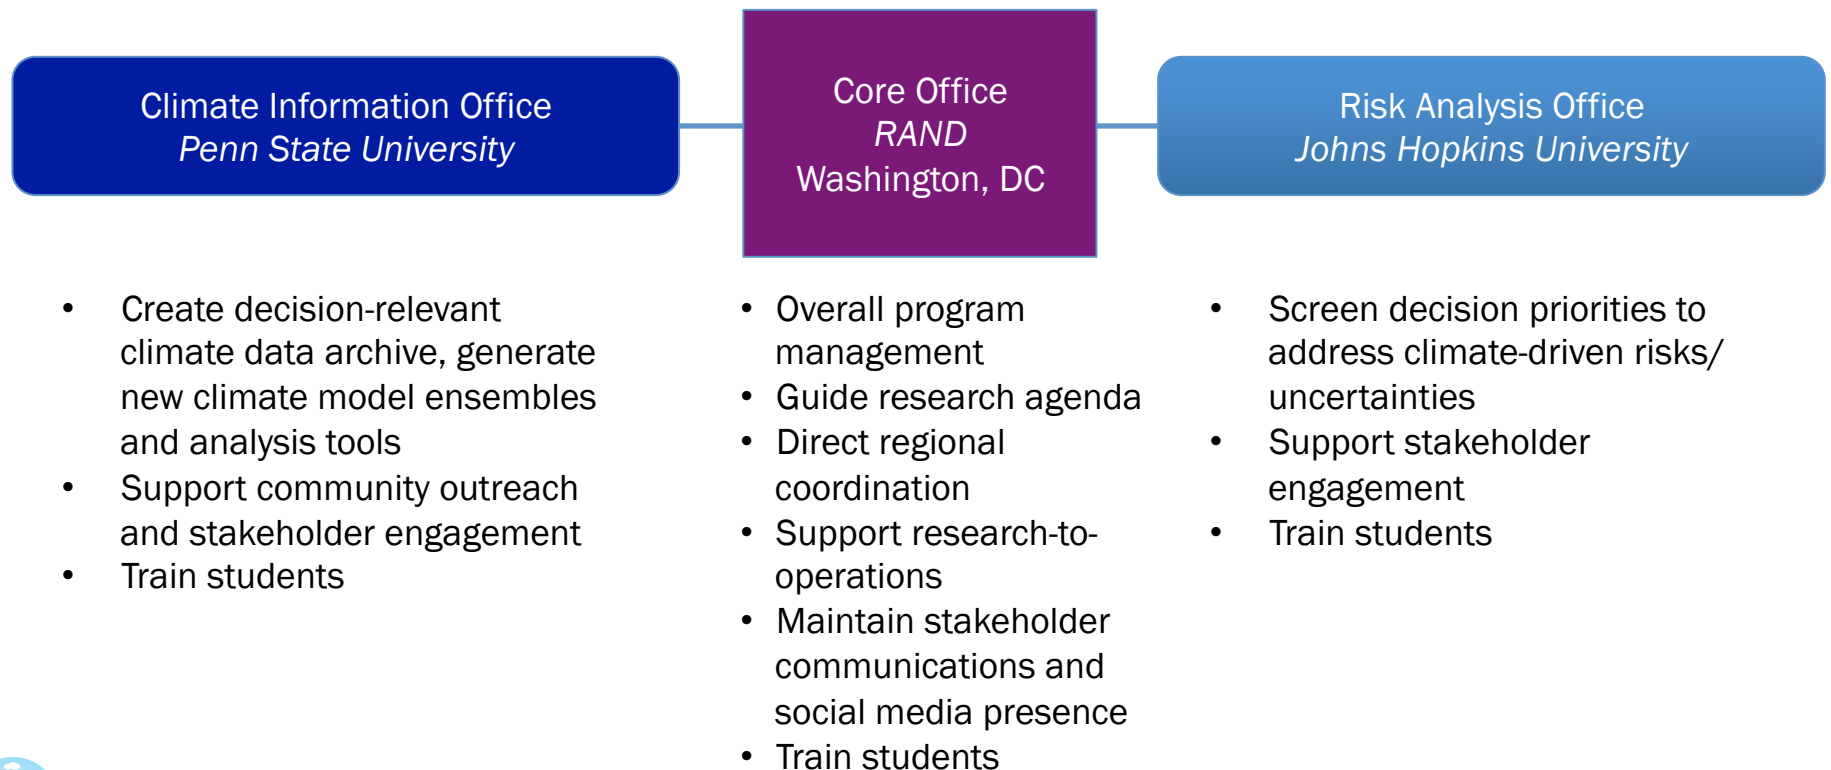 Climate Information Office
Penn State University
Core Office
RAND
Washington, DC
Risk Analysis Office
Johns Hopkins University
• Create decision-relevant
climate data archive, generate
new climate model ensembles
and analysis tools
• Support community outreach
and stakeholder engagement
• Train students
• Overall program
management
• Guide research agenda
• Direct regional
coordination
• Support research-to-
operations
• Maintain stakeholder
communications and
social media presence
• Train students
• Screen decision priorities to
address climate-driven risks/
uncertainties
• Support stakeholder
engagement
• Train students